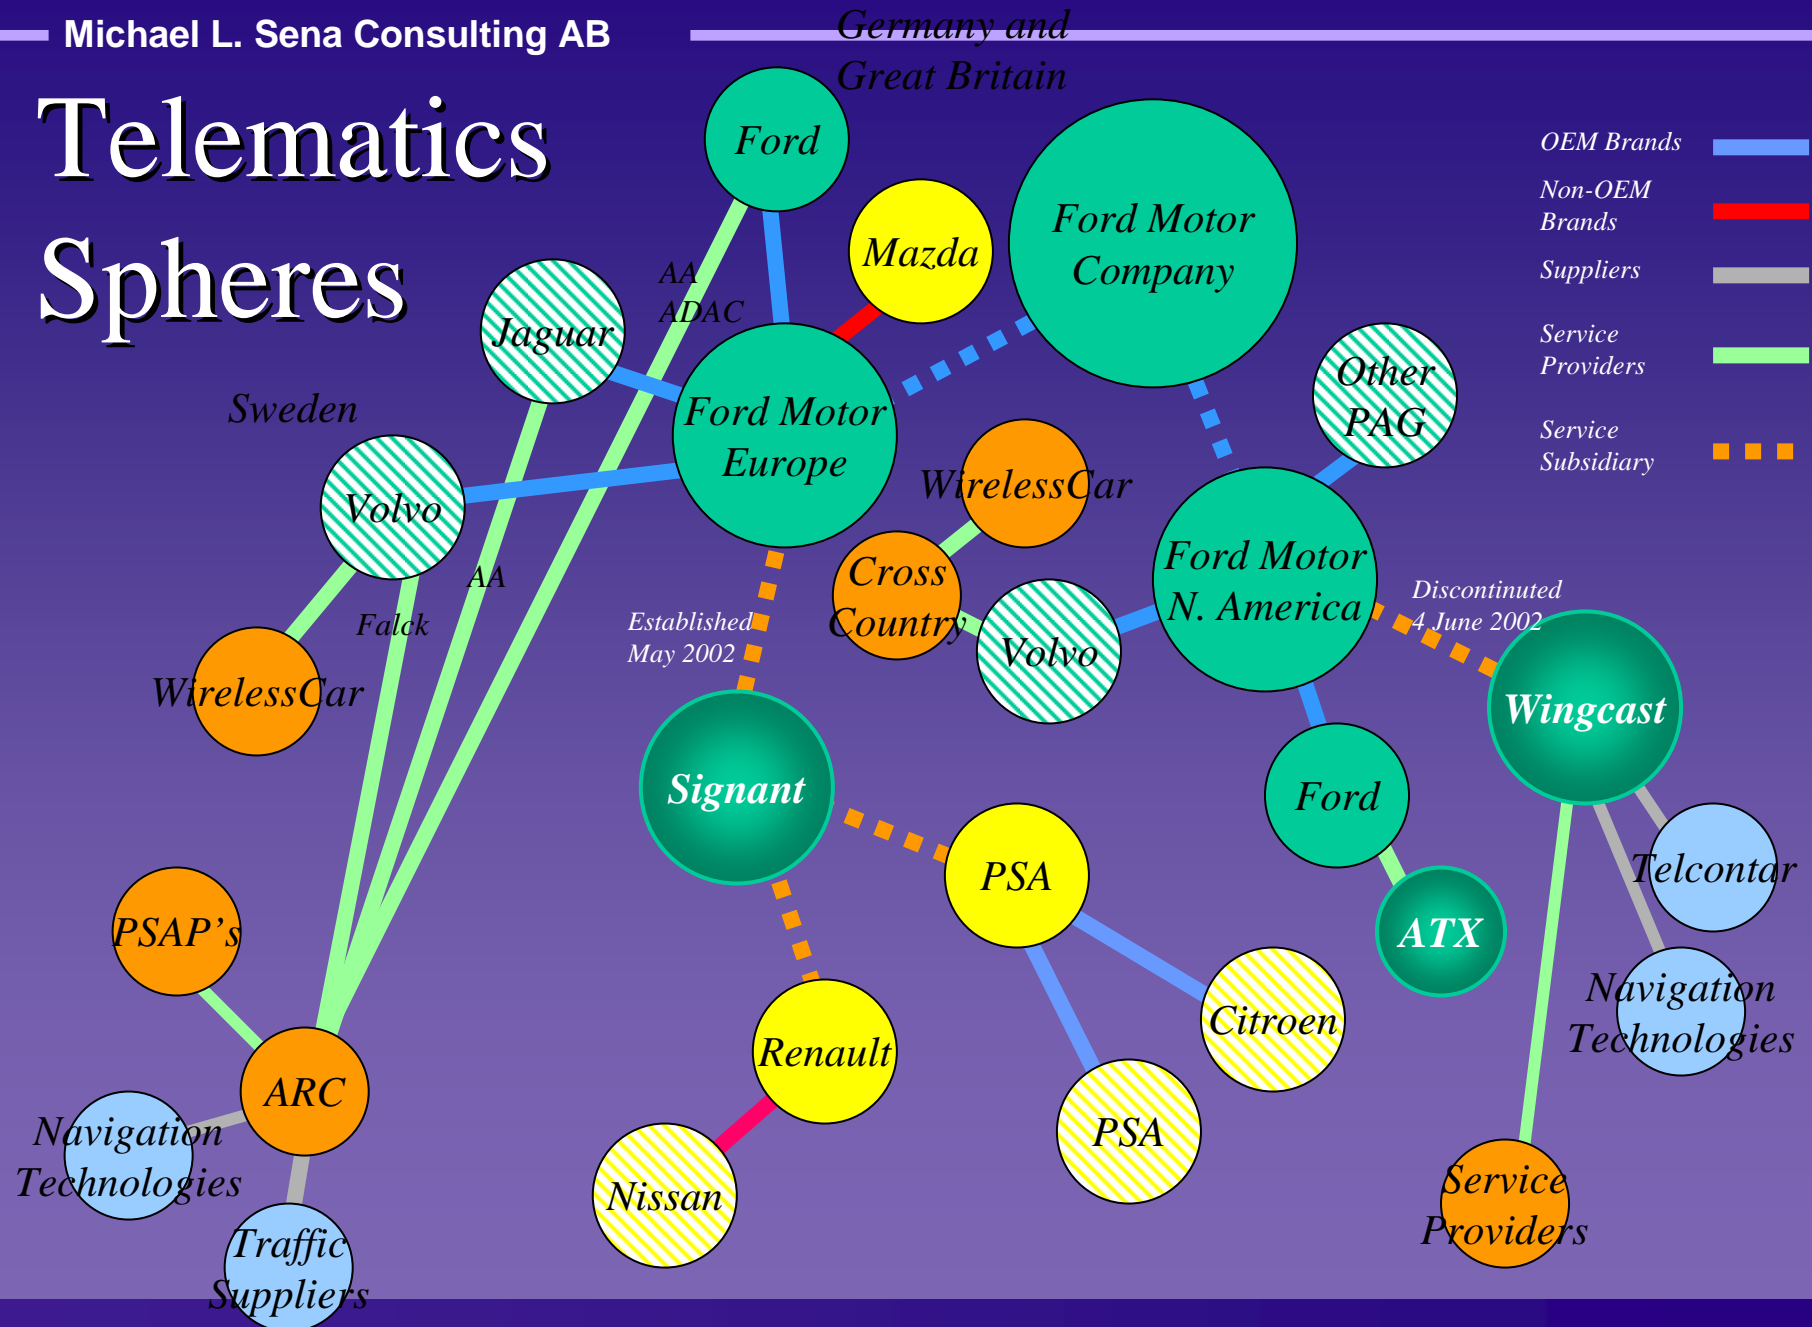 Michael L. Sena Consulting AB
Germany and
Great Britain
Telematics
Spheres
Ford
Mazda
Ford Motor
Company
OEM Brands
Non-OEM
Brands
Suppliers
Service
Providers
Service
Subsidiary
AA
ADAC
Jaguar
Sweden
Ford Motor
Europe
Other
PAG
Volvo
WirelessCar
Cross
Country
Ford Motor
N. America
Discontinuted
4 June 2002
AA
Falck
Established
May 2002
Volvo
WirelessCar
Wingcast
Signant
Ford
PSA
Telcontar
PSAP's
ATX
Navigation
Technologies
Citroen
Renault
ARC
Navigation
Technologies
PSA
Nissan
Service
Providers
Traffic
Suppliers